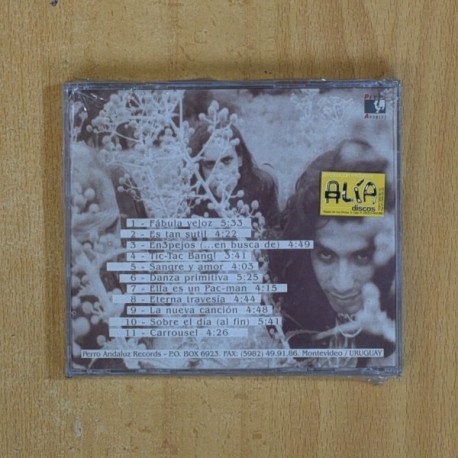 ALÍA
discos
1 - Fábula veloz 5:33
2 - Es tan sutil 4:22
3 - En3pejos (...en busca de) 4:49
4 - Tic-Tac Bang! 3:41
5 - Sangre y amor 4:03
6 - Danza primitiva 5:25
7 - Ella es un Pac-man 4:15
8 - Eterna travesía 4:44
9 - La nueva canción 4:48
10 - Sobre el día (al fin) 5:41
11 - Carrousel 4:26
Perro Andaluz Records - P.O. BOX 6923. FAX: (5982) 49.91.86. Montevideo / URUGUAY